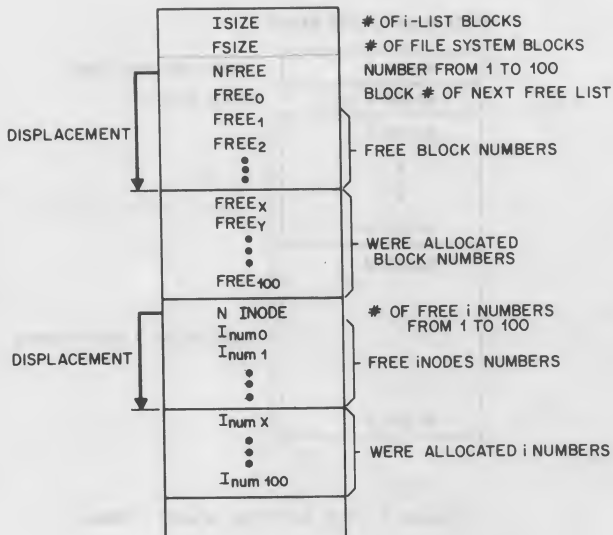 ISIZE # OF i-LIST BLOCKS
FSIZE # OF FILE SYSTEM BLOCKS
NFREE NUMBER FROM 1 TO 100
FREE₀ BLOCK # OF NEXT FREE LIST
FREE₁
DISPLACEMENT
FREE₂
FREE BLOCK NUMBERS
FREEₓ
FREEY
WERE ALLOCATED
BLOCK NUMBERS
FREE₁₀₀
N INODE # OF FREE i NUMBERS
FROM 1 TO 100
Inum 0
DISPLACEMENT
Inum 1
FREE iNODES NUMBERS
Inum X
WERE ALLOCATED i NUMBERS
Inum 100